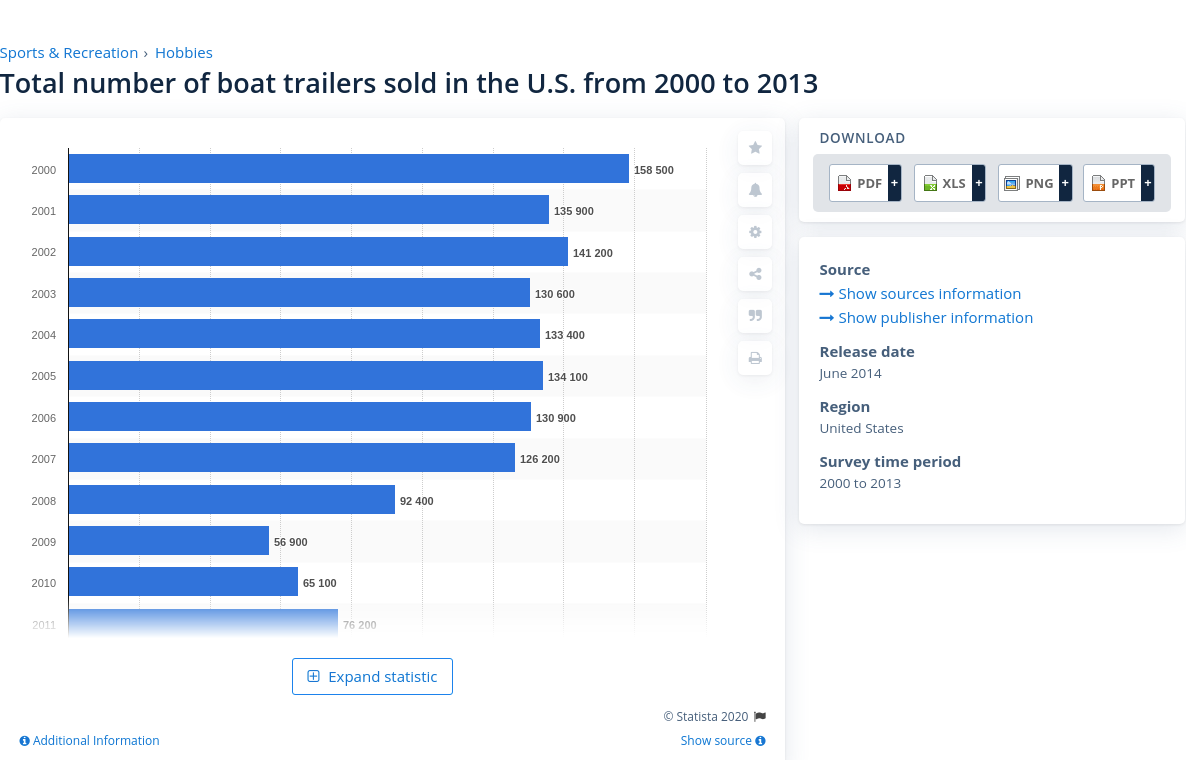 Sports & Recreation › Hobbies
Total number of boat trailers sold in the U.S. from 2000 to 2013
2000 158 500
2001 135 900
2002 141 200
2003 130 600
2004 133 400
2005 134 100
2006 130 900
2007 126 200
2008 92 400
2009 56 900
2010 65 100
2011 76 200
Expand statistic
© Statista 2020
Additional Information
Show source
DOWNLOAD
PDF + XLS + PNG + PPT +
Source
Show sources information
Show publisher information
Release date
June 2014
Region
United States
Survey time period
2000 to 2013